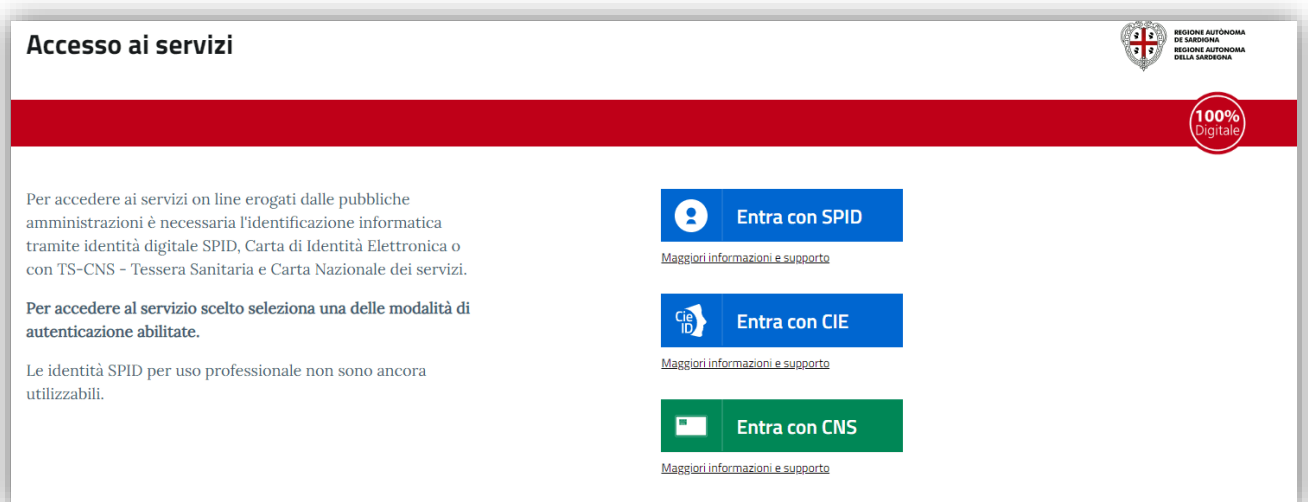 Accesso ai servizi
REGIONE AUTÒNOMA
DE SARDIGNA
REGIONE AUTONOMA
DELLA SARDEGNA
100%
Digitale
Per accedere ai servizi on line erogati dalle pubbliche
amministrazioni è necessaria l'identificazione informatica
tramite identità digitale SPID, Carta di Identità Elettronica o
con TS-CNS - Tessera Sanitaria e Carta Nazionale dei servizi.
Per accedere al servizio scelto seleziona una delle modalità di
autenticazione abilitate.
Le identità SPID per uso professionale non sono ancora
utilizzabili.
Entra con SPID
Maggiori informazioni e supporto
Cie
ID
Entra con CIE
Maggiori informazioni e supporto
Entra con CNS
Maggiori informazioni e supporto